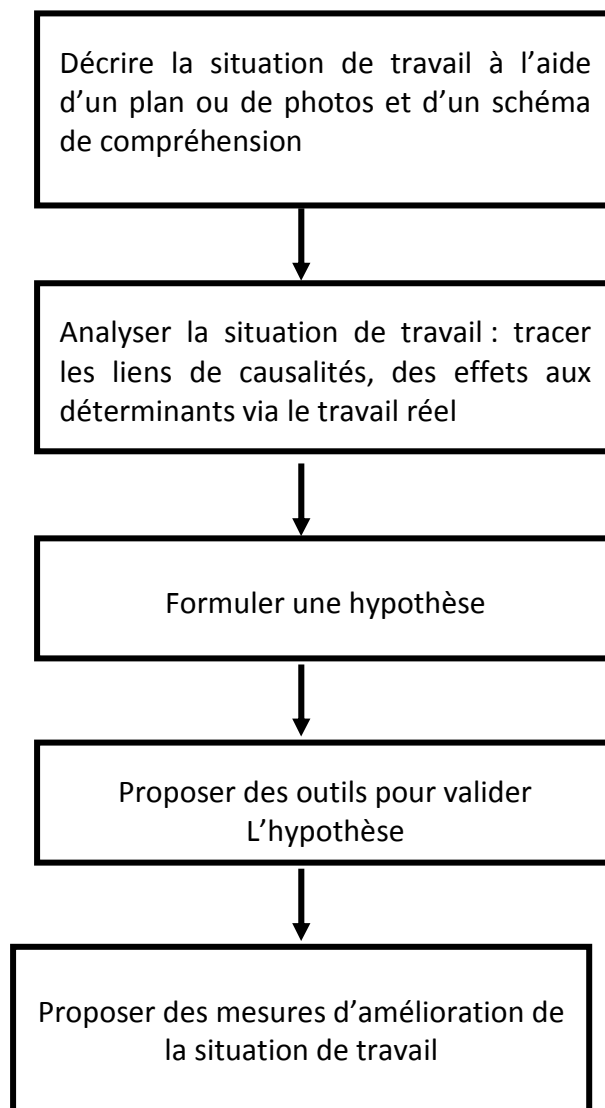 Décrire la situation de travail à l’aide
d’un plan ou de photos et d’un schéma
de compréhension
Analyser la situation de travail : tracer
les liens de causalités, des effets aux
déterminants via le travail réel
Formuler une hypothèse
Proposer des outils pour valider
L’hypothèse
Proposer des mesures d’amélioration de
la situation de travail